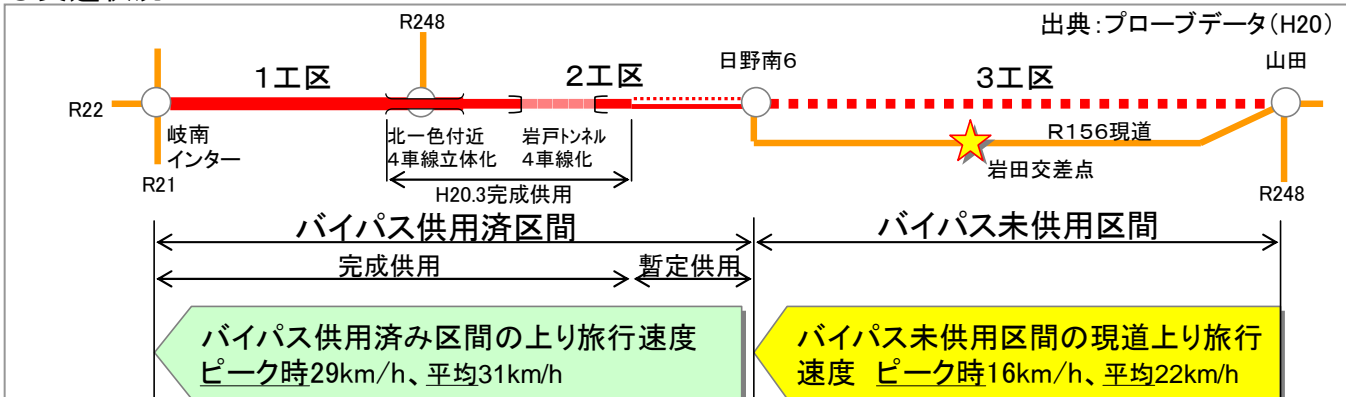 R248
出典:プローブデータ(H20)
1工区
2工区
日野南6
3工区
山田
R22
岐南
インター
北一色付近
4車線立体化
岩戸トンネル
4車線化
R156現道
岩田交差点
R21
H20.3完成供用
R248
バイパス供用済区間
バイパス未供用区間
完成供用
暫定供用
バイパス供用済み区間の上り旅行速度
ピーク時29km/h、平均31km/h
バイパス未供用区間の現道上り旅行
速度 ピーク時16km/h、平均22km/h